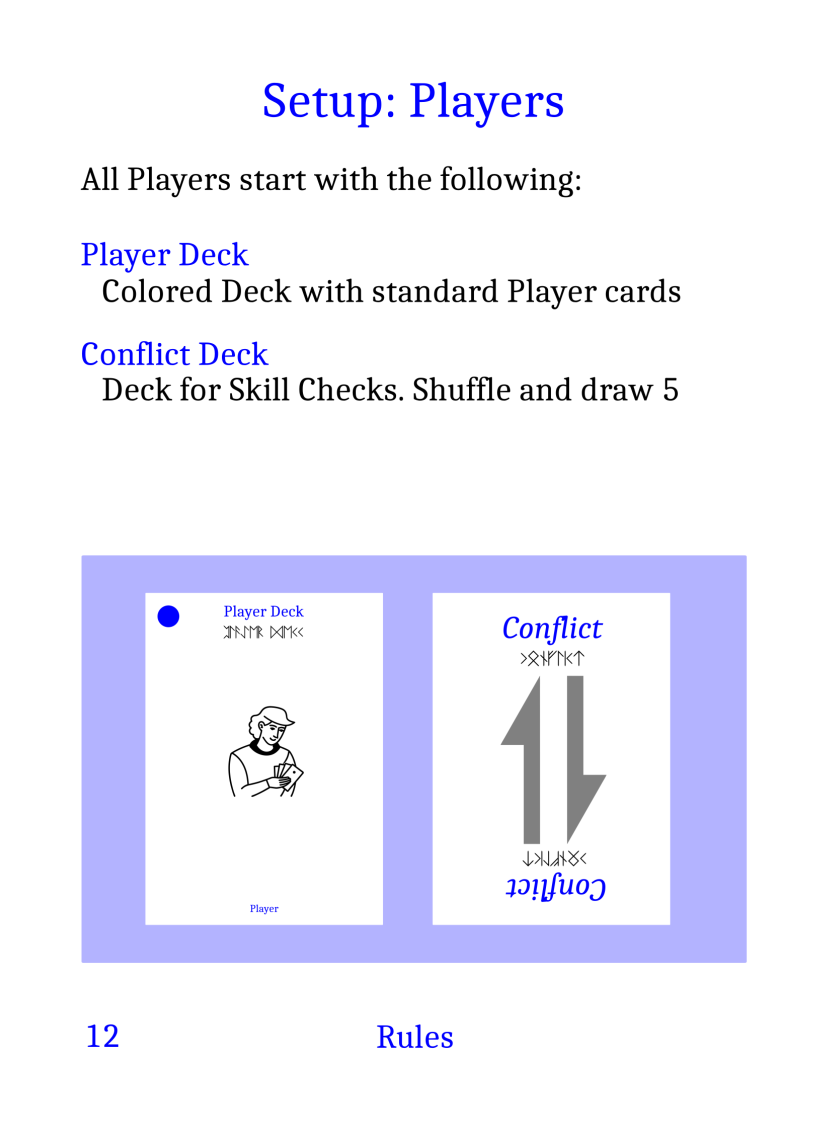 Setup: Players
All Players start with the following:
Player Deck
Colored Deck with standard Player cards
Conflict Deck
Deck for Skill Checks. Shuffle and draw 5
Player Deck
Player
Conflict
Conflict
12
Rules